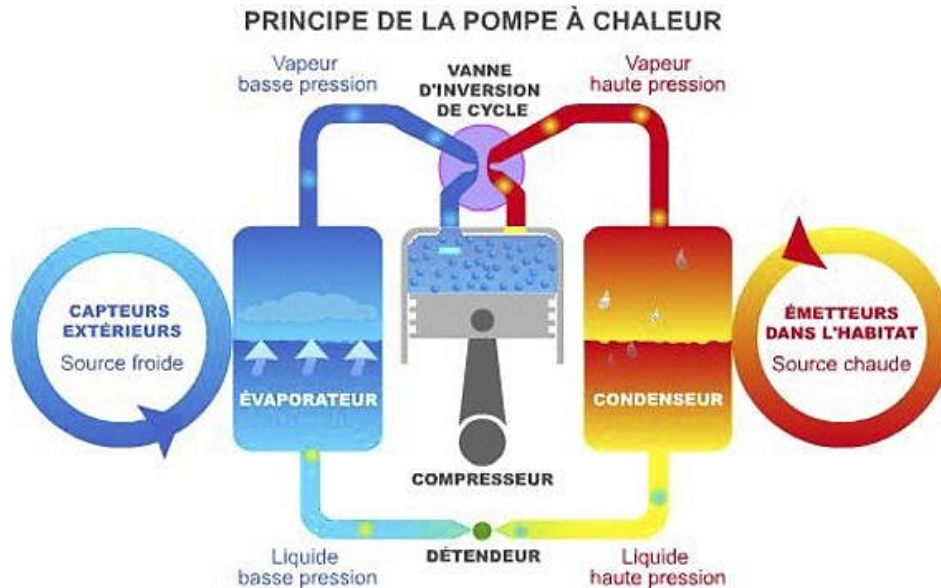 PRINCIPE DE LA POMPE À CHALEUR
Vapeur
basse pression
VANNE
D'INVERSION
DE CYCLE
Vapeur
haute pression
CAPTEURS
EXTÉRIEURS
Source froide
ÉVAPORATEUR
COMPRESSEUR
CONDENSEUR
ÉMETTEURS
DANS L'HABITAT
Source chaude
Liquide
basse pression
DÉTENDEUR
Liquide
haute pression